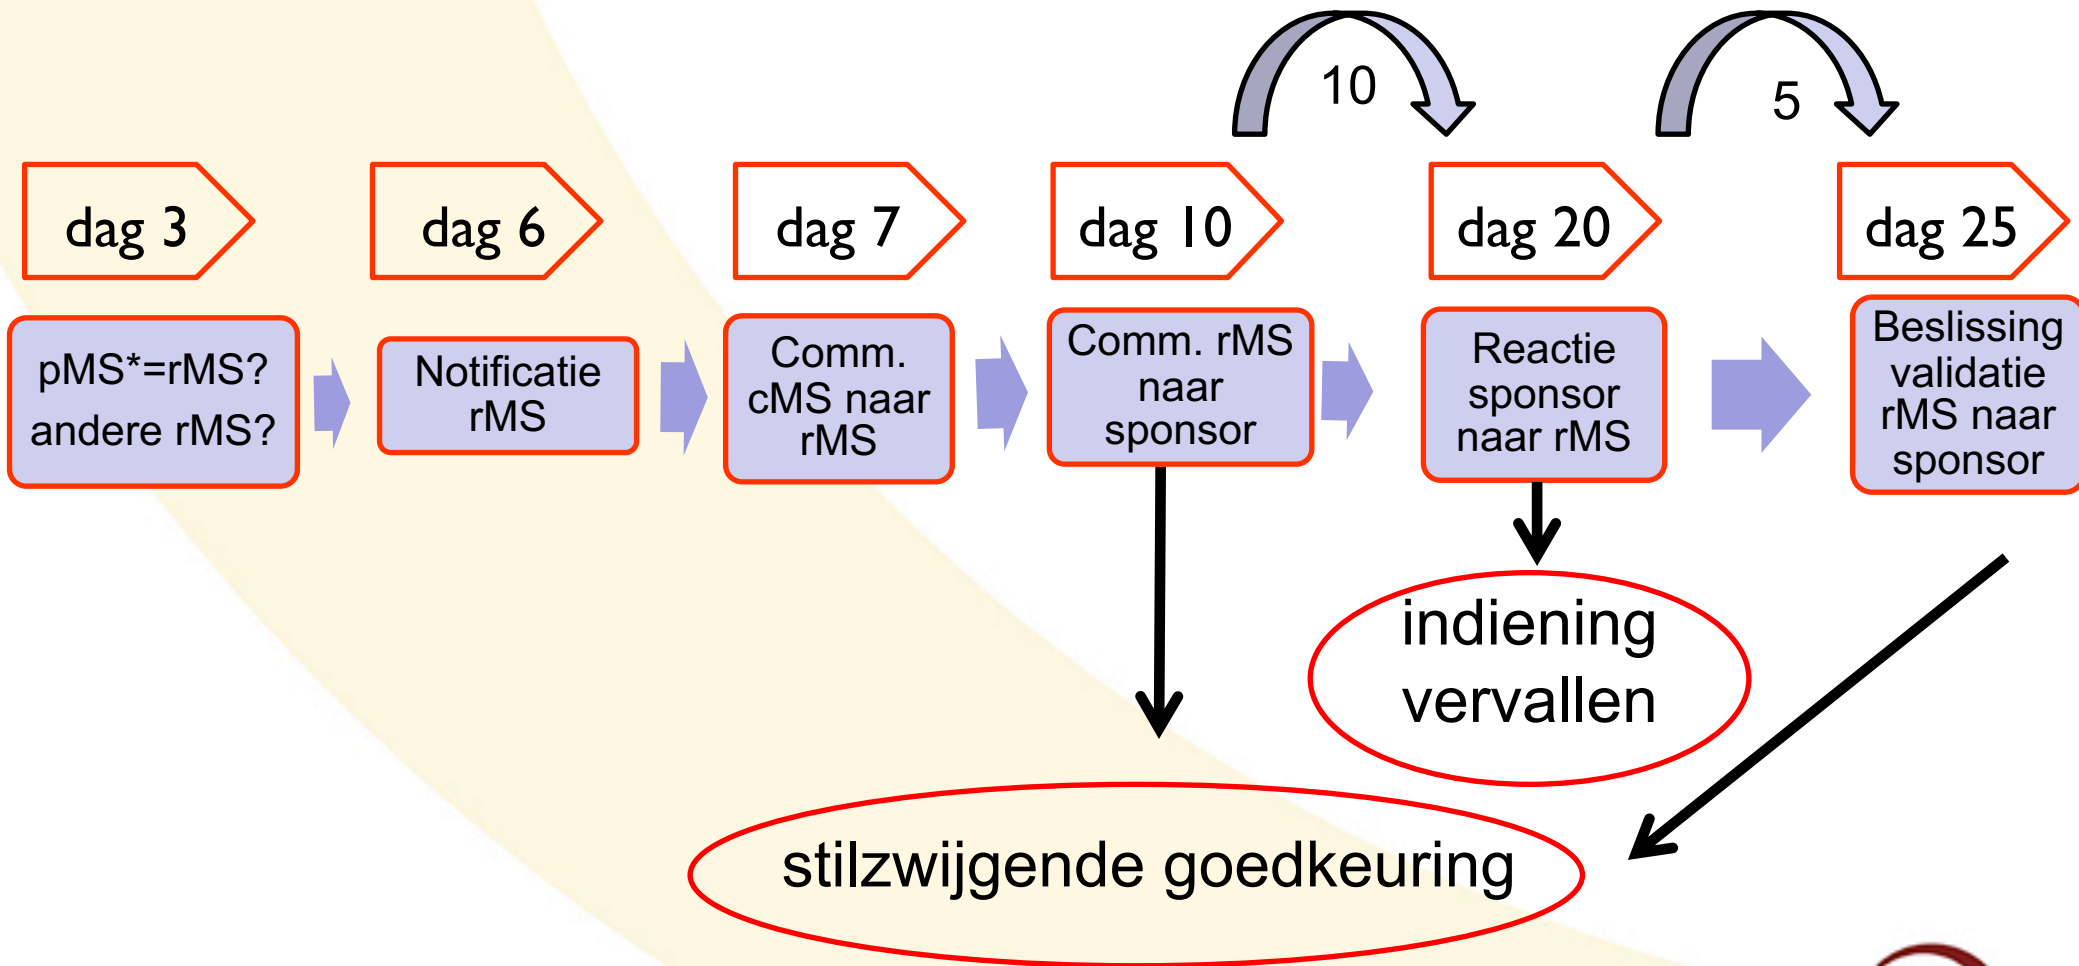 10
5
dag 3
dag 6
dag 7
dag 10
dag 20
dag 25
pMS*=rMS?
andere rMS?
Notificatie
rMS
Comm.
cMS naar
rMS
Comm. rMS
naar
sponsor
Reactie
sponsor
naar rMS
Beslissing
validatie
rMS naar
sponsor
indiening
vervallen
stilzwijgende goedkeuring